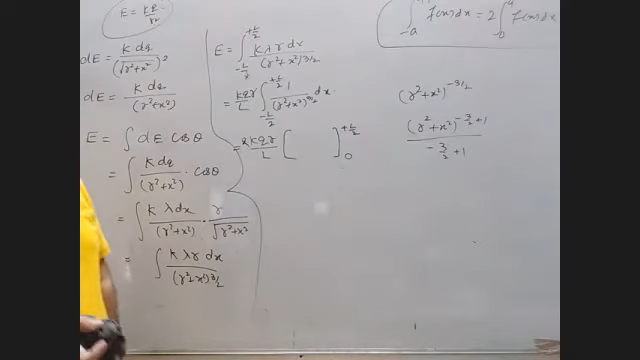 E = kq/r²
dE = K dq/(√r²+x²)²
dE = K dq/(r²+x²)
E = ∫ dE cosθ
= ∫ K dq/(r²+x²) · cosθ
= ∫ K λ dx/(r²+x²) · r/√r²+x²
= ∫ K λ r dx/(r²+x²)3/2
E = ∫_{-L/2}^{+L/2} K λ r dx/(r²+x²)3/2
= kqr/L ∫_{-L/2}^{+L/2} 1/(r²+x²)3/2 dx
= 2kqr/L [ ]_0^{+L/2}
∫_{-a} f(x)dx = 2 ∫_0^a f(x)dx
(r²+x²)^{-3/2}
(r²+x²)^{-3/2+1}/(-3/2+1)